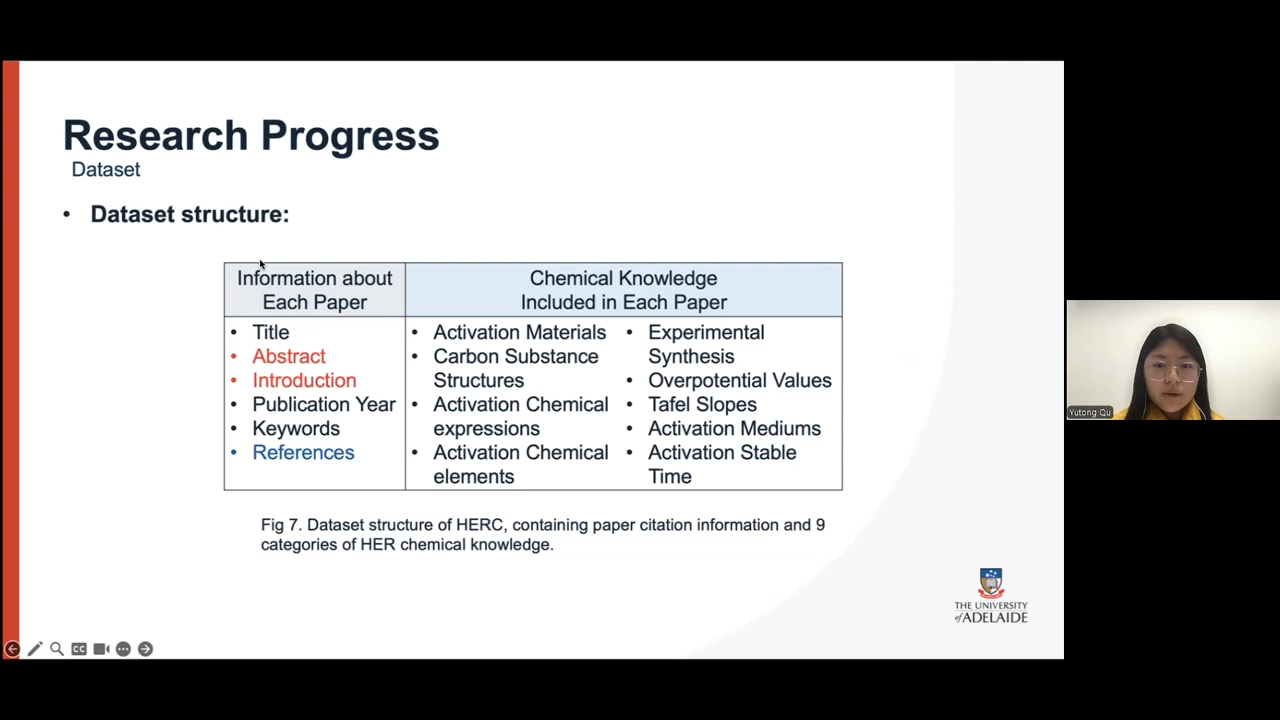 Research Progress
Dataset
• Dataset structure:
Information about
Each Paper
Chemical Knowledge
Included in Each Paper
• Title
• Abstract
• Introduction
• Publication Year
• Keywords
• References
• Activation Materials
• Carbon Substance
Structures
• Activation Chemical
expressions
• Activation Chemical
elements
• Experimental
Synthesis
• Overpotential Values
• Tafel Slopes
• Activation Mediums
• Activation Stable
Time
Fig 7. Dataset structure of HERC, containing paper citation information and 9
categories of HER chemical knowledge.
THE UNIVERSITY
of ADELAIDE
CC
Yutong Qu